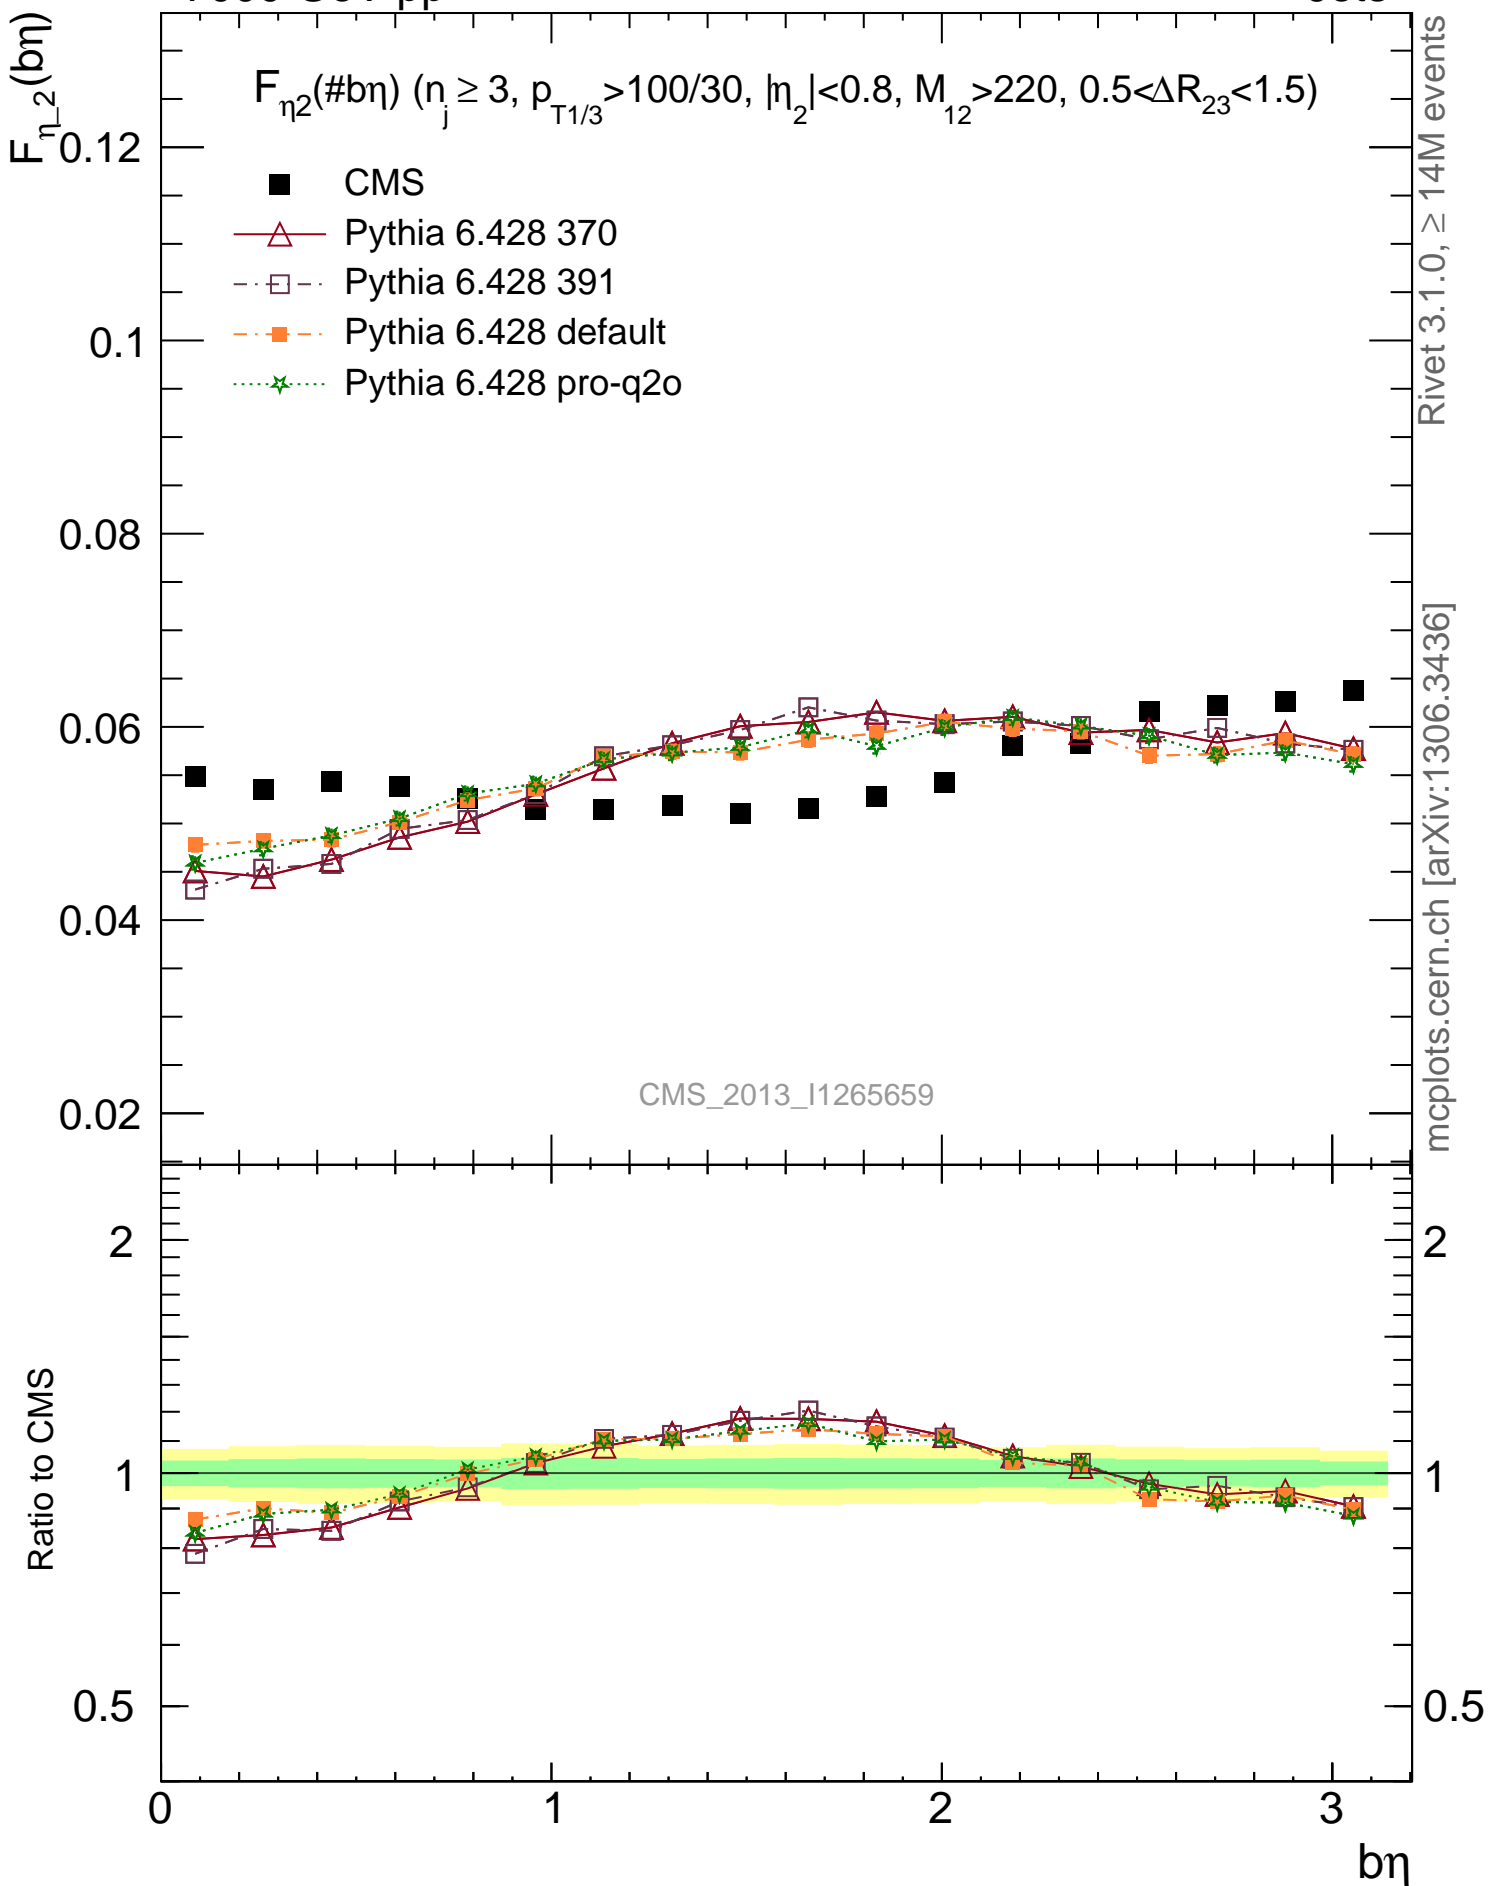 F_η_2(bη)
F_η2(#bη) (n_j ≥ 3, p_T1/3>100/30, |η_2|<0.8, M_12>220, 0.5<ΔR_23<1.5)
CMS
Pythia 6.428 370
Pythia 6.428 391
Pythia 6.428 default
Pythia 6.428 pro-q2o
0.12
0.1
0.08
0.06
0.04
0.02
CMS_2013_I1265659
Rivet 3.1.0, ≥ 14M events
mcplots.cern.ch [arXiv:1306.3436]
Ratio to CMS
2
1
0.5
2
1
0.5
0
1
2
3
bη